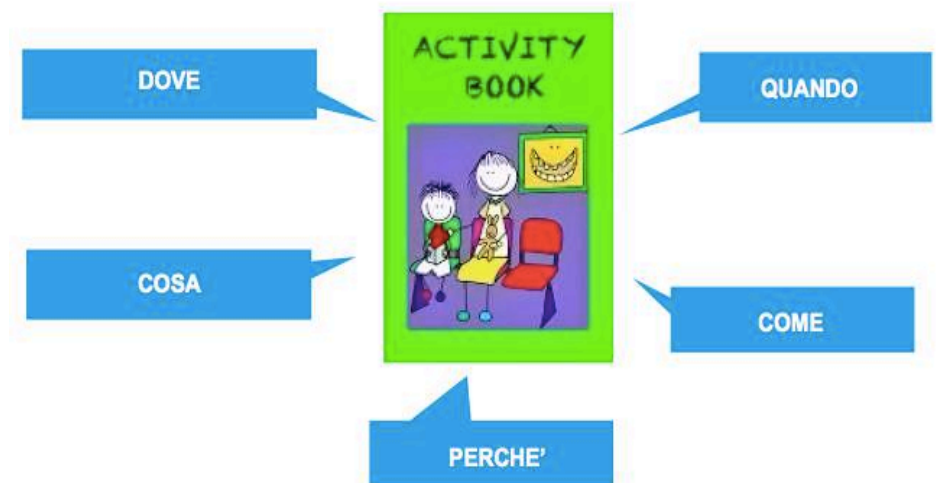 ACTIVITY
BOOK
DOVE
QUANDO
COSA
COME
PERCHE'